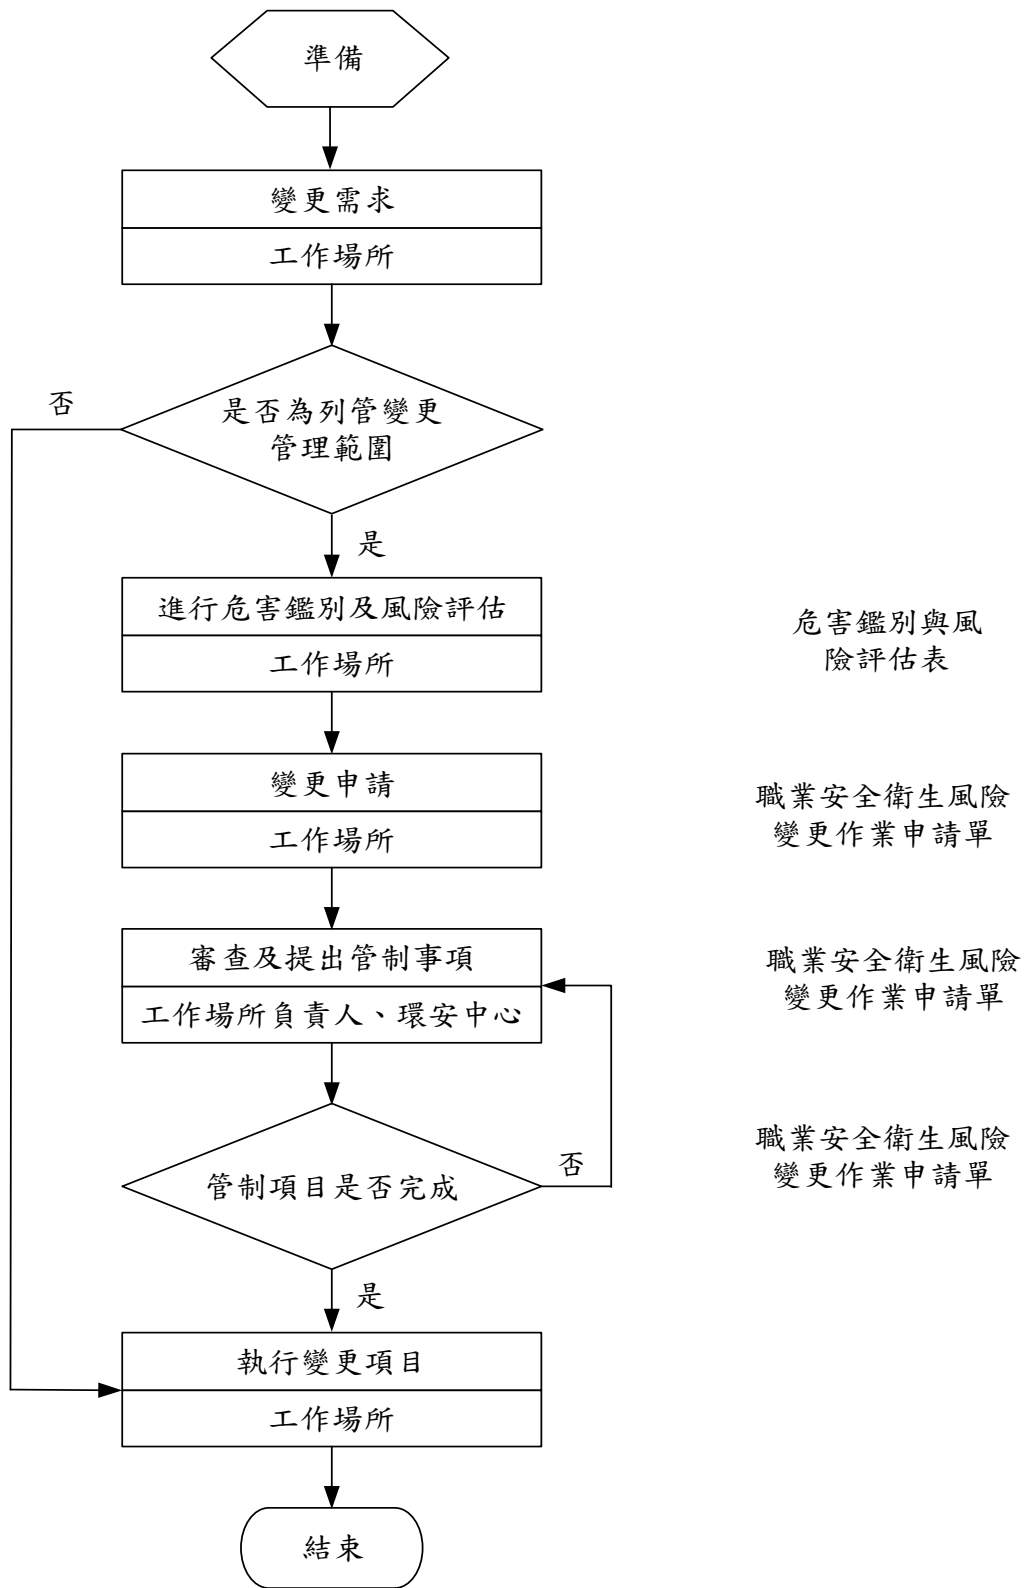 準備
變更需求
工作場所
否
是否為列管變更
管理範圍
是
進行危害鑑別及風險評估
工作場所
危害鑑別與風
險評估表
變更申請
工作場所
職業安全衛生風險
變更作業申請單
審查及提出管制事項
工作場所負責人、環安中心
職業安全衛生風險
變更作業申請單
管制項目是否完成
否
職業安全衛生風險
變更作業申請單
是
執行變更項目
工作場所
結束